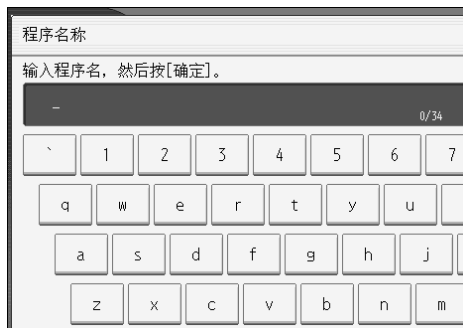 程序名称
输入程序名，然后按[确定]。
_ 0/34
` 1 2 3 4 5 6 7
q w e r t y u
a s d f g h j
z x c v b n m